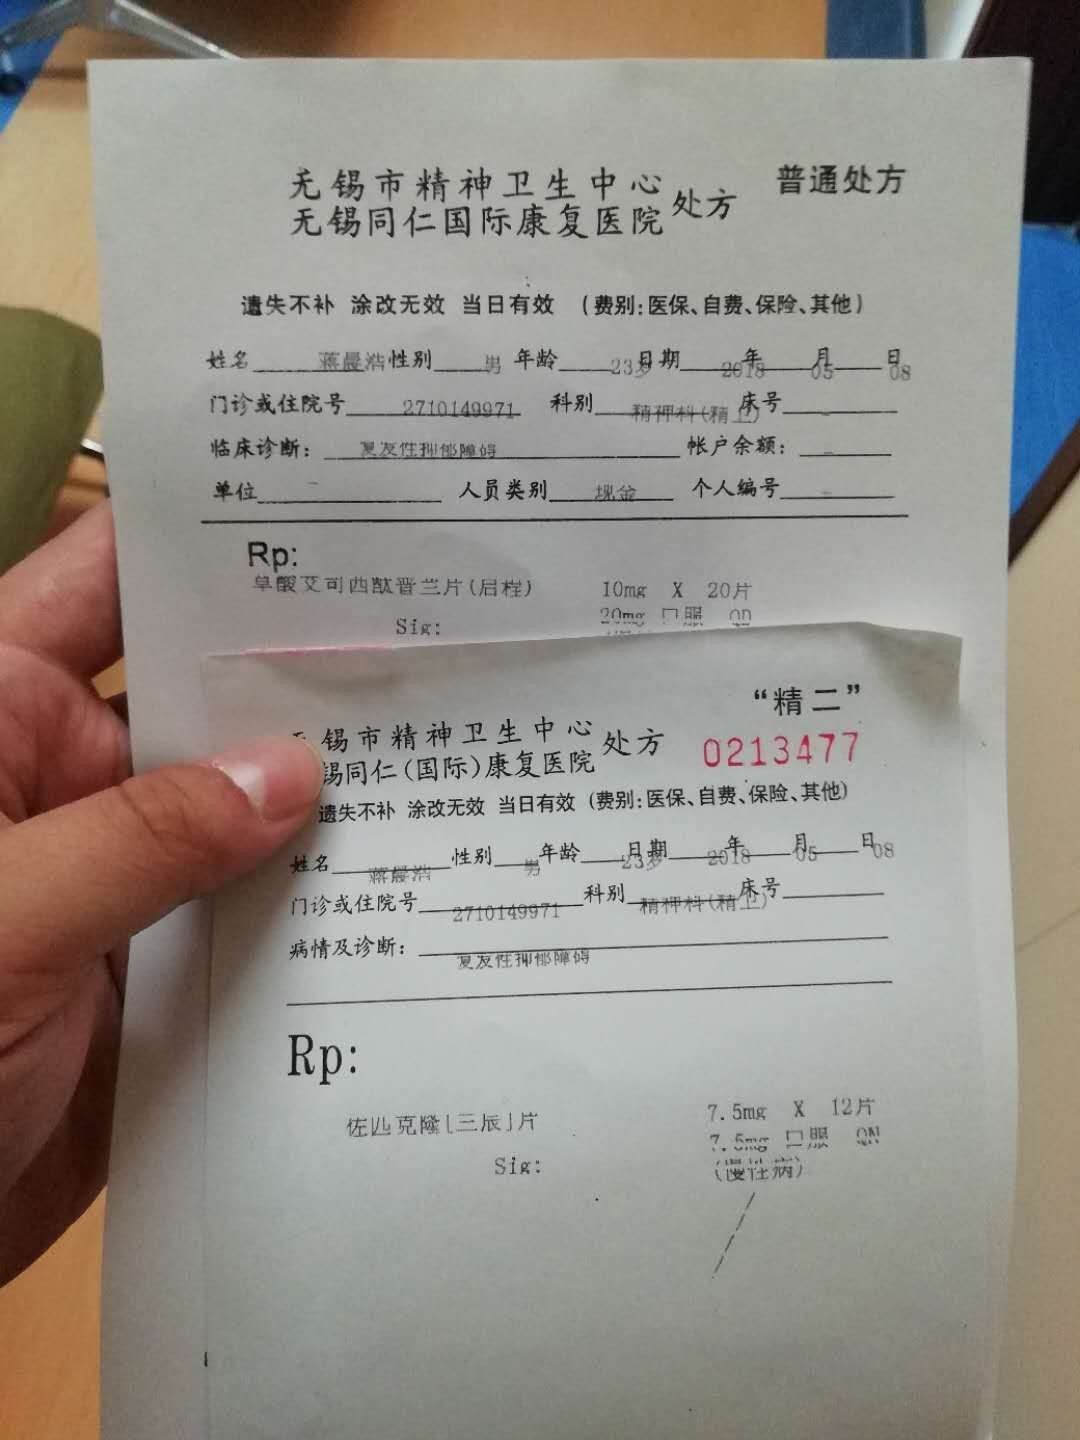 无锡市精神卫生中心
无锡同仁国际康复医院 处方 普通处方
遗失不补 涂改无效 当日有效 (费别:医保、自费、保险、其他)
姓名 蒋晨浩 性别 男 年龄 23岁 日期 2018 年 05 月 08 日
门诊或住院号 2710149971 科别 精神科(精卫) 床号 -
临床诊断: 复发性抑郁障碍 帐户余额: -
单位 - 人员类别 现金 个人编号 -
Rp:
草酸艾司西酞普兰片(启程) 10mg X 20片
Sig: 20mg 口服 QD
“精二”
锡市精神卫生中心
锡同仁(国际)康复医院 处方 0213477
遗失不补 涂改无效 当日有效 (费别:医保、自费、保险、其他)
姓名 蒋晨浩 性别 男 年龄 23岁 日期 2018 年 05 月 08 日
门诊或住院号 2710149971 科别 精神科(精卫) 床号
病情及诊断: 复发性抑郁障碍
Rp:
佐匹克隆[三辰]片 7.5mg X 12片
Sig: 7.5mg 口服 QN
(慢性病)